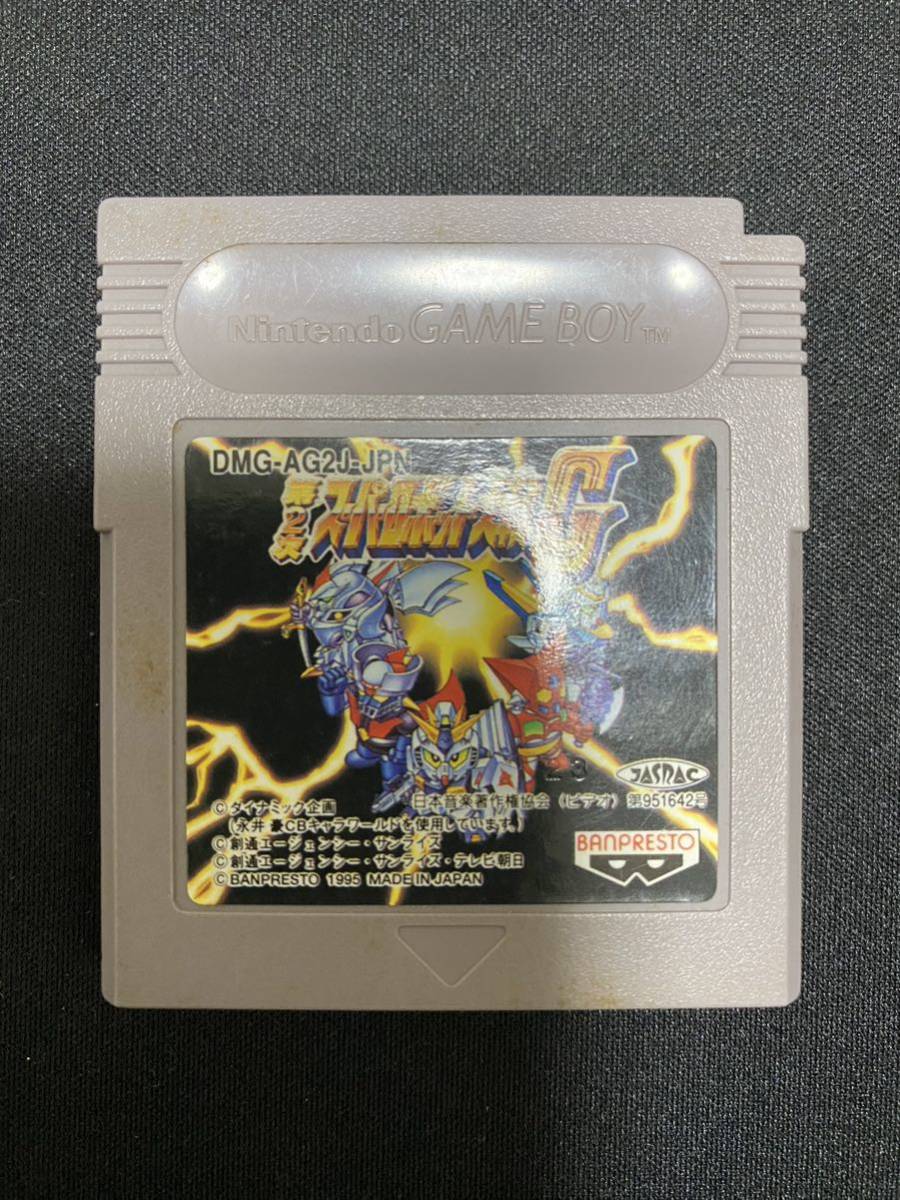 Nintendo GAME BOY TM
DMG-AG2J-JPN
第2次
スーパーロボット大戦G
JASRAC
日本音楽著作権協会(ビデオ)第951642号
©ダイナミック企画
(永井豪CBキャラワールドを使用しています。)
©創通エージェンシー・サンライズ
©創通エージェンシー・サンライズ・テレビ朝日
©BANPRESTO 1995 MADE IN JAPAN
BANPRESTO